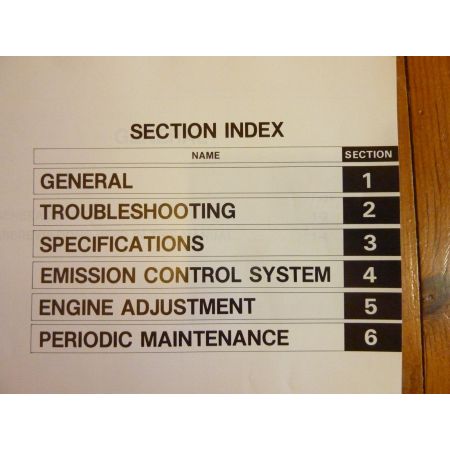 SECTION INDEX
NAME SECTION
GENERAL 1
TROUBLESHOOTING 2
SPECIFICATIONS 3
EMISSION CONTROL SYSTEM 4
ENGINE ADJUSTMENT 5
PERIODIC MAINTENANCE 6